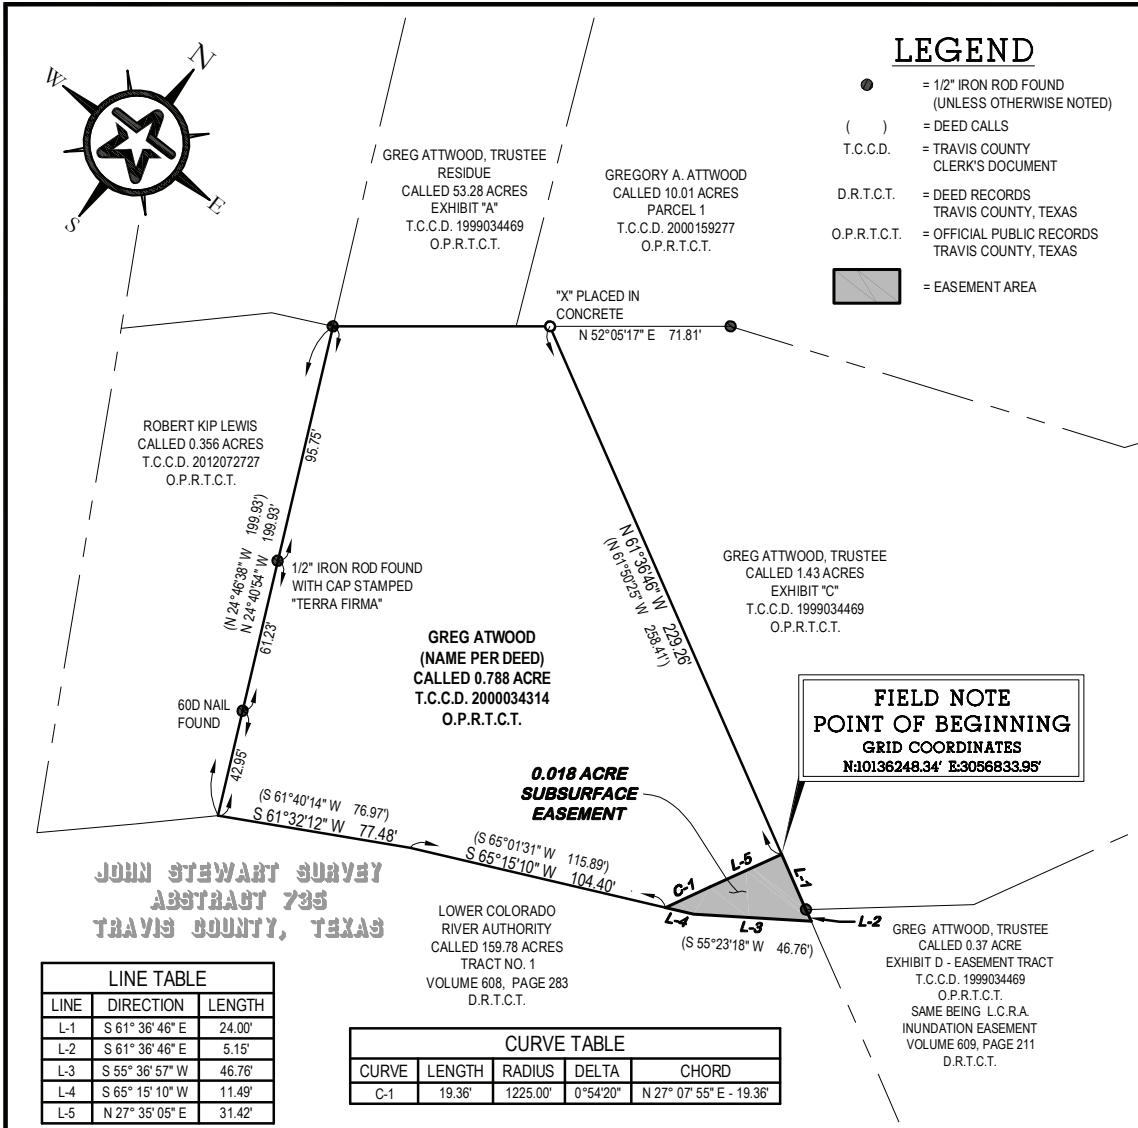 N
W
E
S
LEGEND
= 1/2" IRON ROD FOUND
(UNLESS OTHERWISE NOTED)
( ) = DEED CALLS
T.C.C.D. = TRAVIS COUNTY
CLERK'S DOCUMENT
D.R.T.C.T. = DEED RECORDS
TRAVIS COUNTY, TEXAS
O.P.R.T.C.T. = OFFICIAL PUBLIC RECORDS
TRAVIS COUNTY, TEXAS
= EASEMENT AREA
GREG ATTWOOD, TRUSTEE
RESIDUE
CALLED 53.28 ACRES
EXHIBIT "A"
T.C.C.D. 1999034469
O.P.R.T.C.T.
GREGORY A. ATTWOOD
CALLED 10.01 ACRES
PARCEL 1
T.C.C.D. 2000159277
O.P.R.T.C.T.
"X" PLACED IN
CONCRETE
N 52°05'17" E 71.81'
ROBERT KIP LEWIS
CALLED 0.356 ACRES
T.C.C.D. 2012072727
O.P.R.T.C.T.
95.75'
(N 24°46'38" W 199.93')
N 24°40'54" W 199.93'
1/2" IRON ROD FOUND
WITH CAP STAMPED
"TERRA FIRMA"
61.23'
60D NAIL
FOUND
42.95'
N 61°36'46" W 229.26'
(N 61°50'25" W 258.41')
GREG ATTWOOD, TRUSTEE
CALLED 1.43 ACRES
EXHIBIT "C"
T.C.C.D. 1999034469
O.P.R.T.C.T.
GREG ATWOOD
(NAME PER DEED)
CALLED 0.788 ACRE
T.C.C.D. 2000034314
O.P.R.T.C.T.
FIELD NOTE
POINT OF BEGINNING
GRID COORDINATES
N:10136248.34' E:3056833.95'
0.018 ACRE
SUBSURFACE
EASEMENT
(S 61°40'14" W 76.97')
S 61°32'12" W 77.48'
(S 65°01'31" W 115.89')
S 65°15'10" W 104.40'
C-1
L-5
L-1
L-4
L-3
L-2
(S 55°23'18" W 46.76')
JOHN STEWART SURVEY
ABSTRACT 735
TRAVIS COUNTY, TEXAS
LOWER COLORADO
RIVER AUTHORITY
CALLED 159.78 ACRES
TRACT NO. 1
VOLUME 608, PAGE 283
D.R.T.C.T.
GREG ATTWOOD, TRUSTEE
CALLED 0.37 ACRE
EXHIBIT D - EASEMENT TRACT
T.C.C.D. 1999034469
O.P.R.T.C.T.
SAME BEING L.C.R.A.
INUNDATION EASEMENT
VOLUME 609, PAGE 211
D.R.T.C.T.
LINE TABLE
LINE DIRECTION LENGTH
L-1 S 61° 36' 46" E 24.00'
L-2 S 61° 36' 46" E 5.15'
L-3 S 55° 36' 57" W 46.76'
L-4 S 65° 15' 10" W 11.49'
L-5 N 27° 35' 05" E 31.42'
CURVE TABLE
CURVE LENGTH RADIUS DELTA CHORD
C-1 19.36' 1225.00' 0°54'20" N 27° 07' 55" E - 19.36'